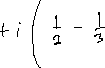 + i ( 1/2 - 1/3